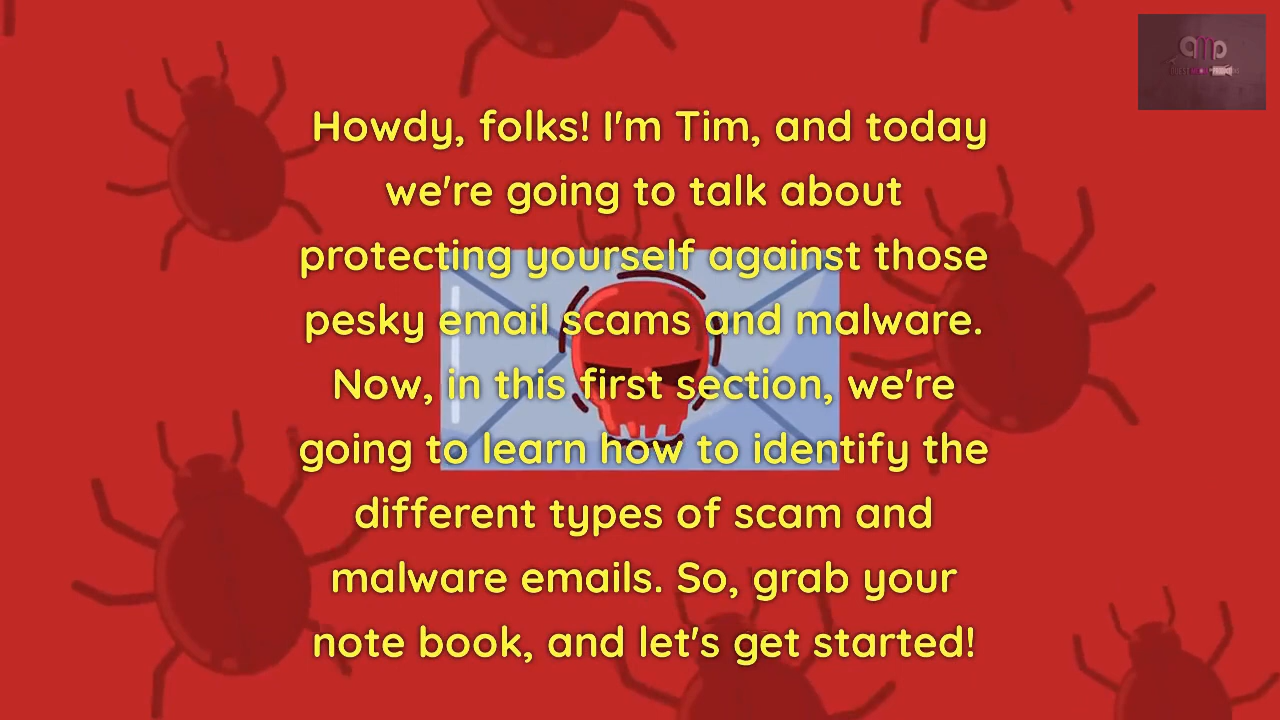 Howdy, folks! I'm Tim, and today
we're going to talk about
protecting yourself against those
pesky email scams and malware.
Now, in this first section, we're
going to learn how to identify the
different types of scam and
malware emails. So, grab your
note book, and let's get started!